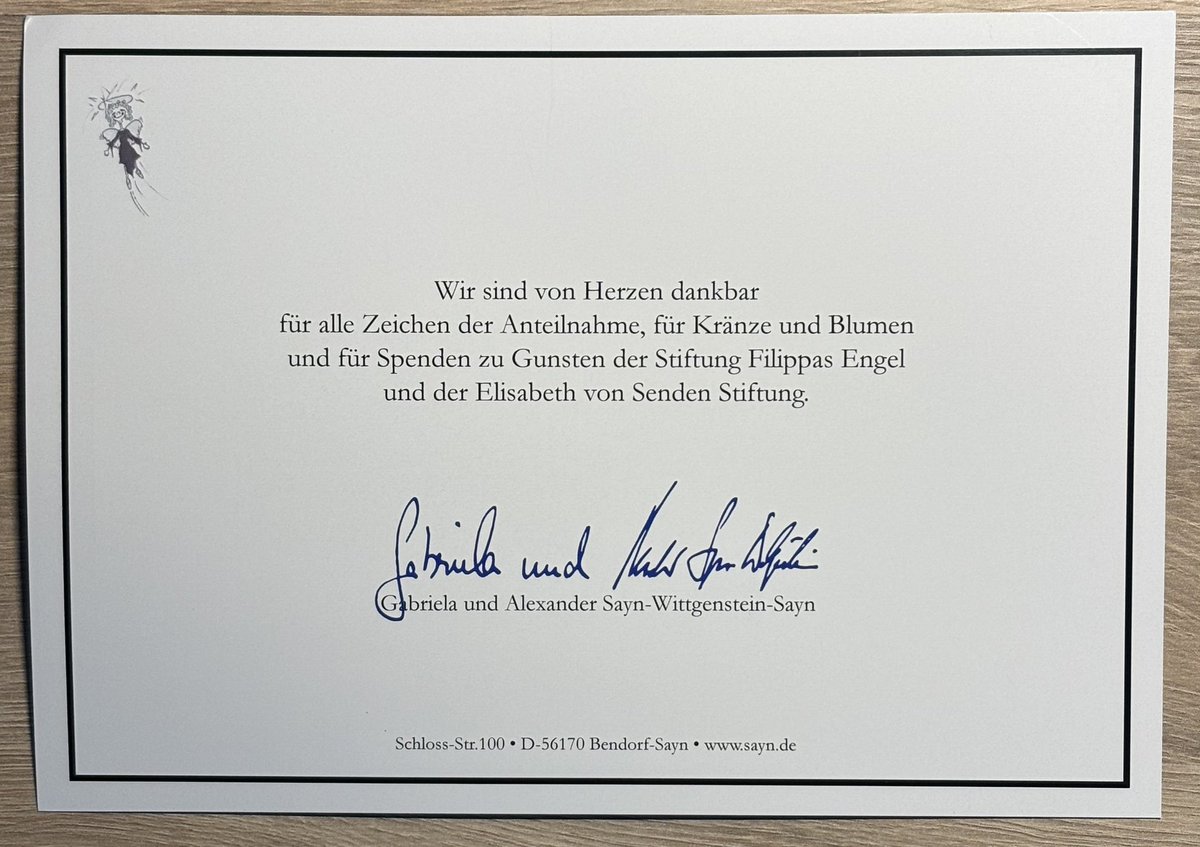 Wir sind von Herzen dankbar
für alle Zeichen der Anteilnahme, für Kränze und Blumen
und für Spenden zu Gunsten der Stiftung Filippas Engel
und der Elisabeth von Senden Stiftung.
Gabriela und
Gabriela und Alexander Sayn-Wittgenstein-Sayn
Schloss-Str.100 • D-56170 Bendorf-Sayn • www.sayn.de